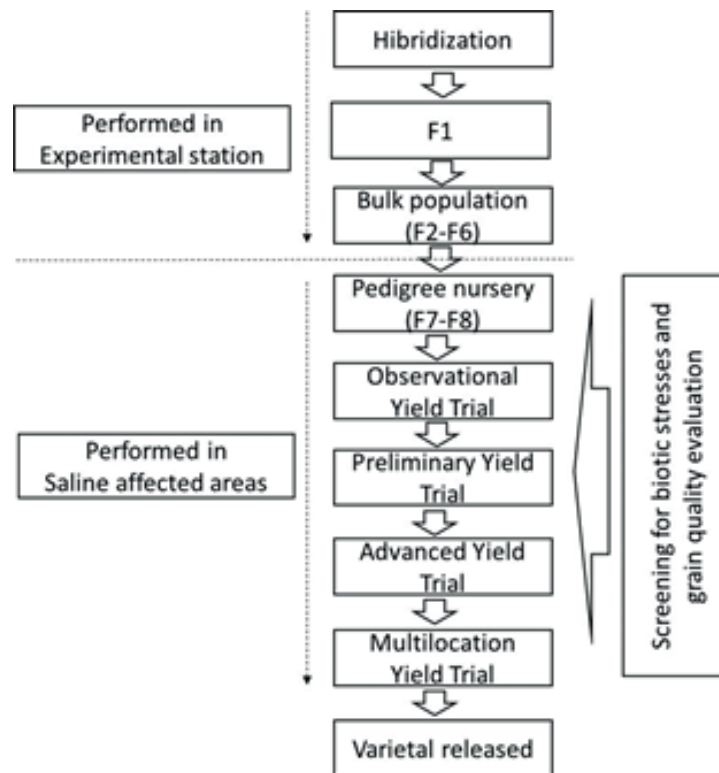 Hibridization
F1
Performed in
Experimental station
Bulk population
(F2-F6)
Pedigree nursery
(F7-F8)
Observational
Yield Trial
Performed in
Saline affected areas
Preliminary Yield
Trial
Advanced Yield
Trial
Multilocation
Yield Trial
Varietal released
Screening for biotic stresses and
grain quality evaluation